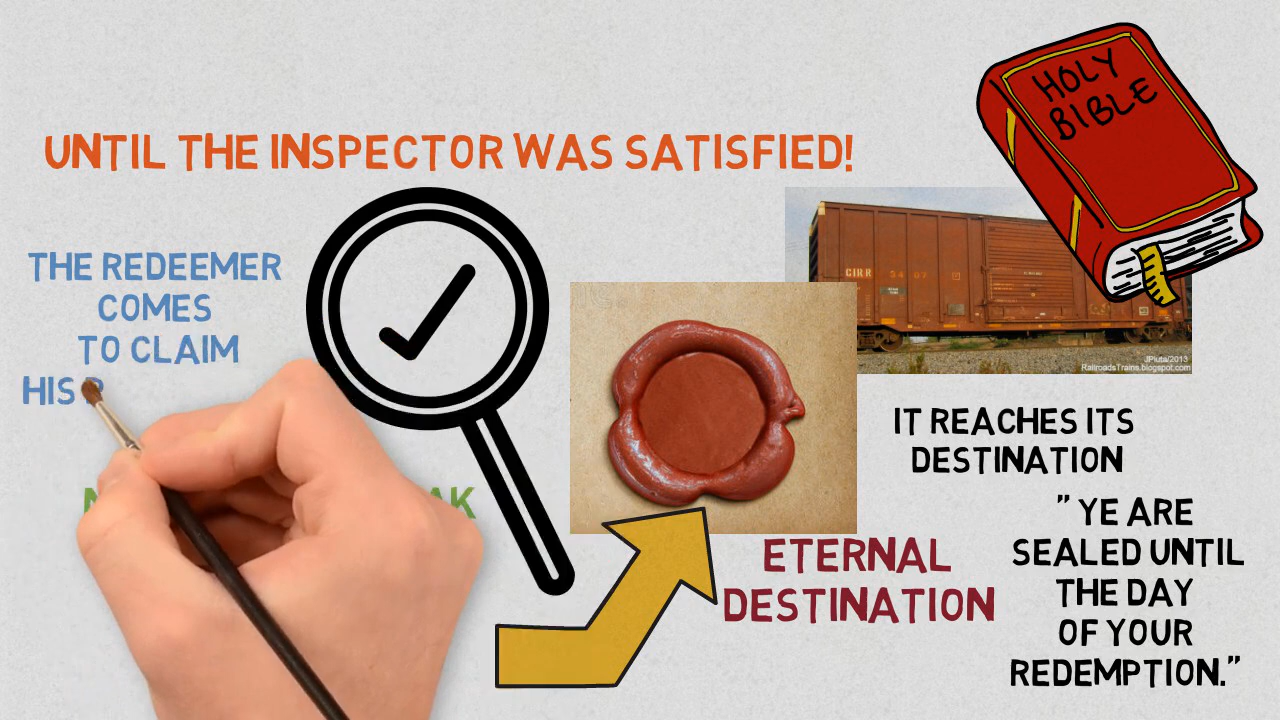 HOLY
BIBLE
UNTIL THE INSPECTOR WAS SATISFIED!
THE REDEEMER
COMES
TO CLAIM
HIS
CIRR
JPluta/2013
RailroadsTrains.blogspot.com
IT REACHES ITS
DESTINATION
" YE ARE
SEALED UNTIL
THE DAY
OF YOUR
REDEMPTION."
ETERNAL
DESTINATION